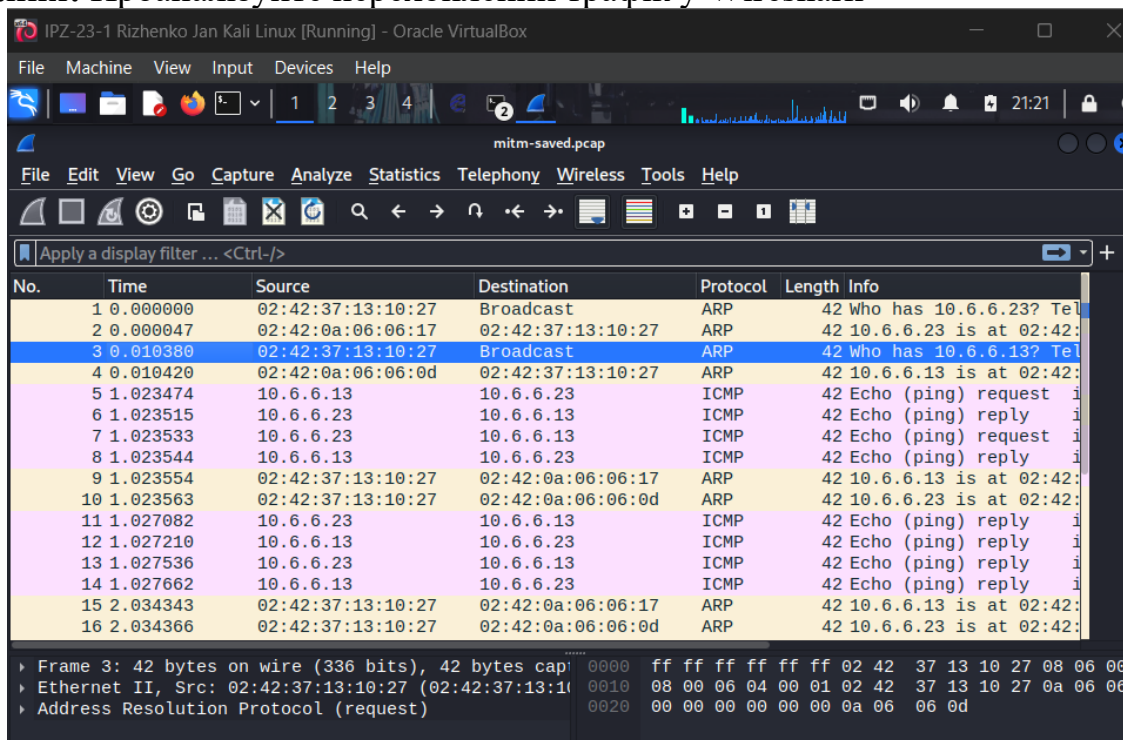 Проаналізуйте перехоплений трафік у Wireshark
IPZ-23-1 Rizhenko Jan Kali Linux [Running] - Oracle VirtualBox
File Machine View Input Devices Help
1 2 3 4 2 21:21
mitm-saved.pcap
File Edit View Go Capture Analyze Statistics Telephony Wireless Tools Help
Apply a display filter ... <Ctrl-/>
No. Time Source Destination Protocol Length Info
1 0.000000 02:42:37:13:10:27 Broadcast ARP 42 Who has 10.6.6.23? Tel
2 0.000047 02:42:0a:06:06:17 02:42:37:13:10:27 ARP 42 10.6.6.23 is at 02:42:
3 0.010380 02:42:37:13:10:27 Broadcast ARP 42 Who has 10.6.6.13? Tel
4 0.010420 02:42:0a:06:06:0d 02:42:37:13:10:27 ARP 42 10.6.6.13 is at 02:42:
5 1.023474 10.6.6.13 10.6.6.23 ICMP 42 Echo (ping) request i
6 1.023515 10.6.6.23 10.6.6.13 ICMP 42 Echo (ping) reply i
7 1.023533 10.6.6.23 10.6.6.13 ICMP 42 Echo (ping) request i
8 1.023544 10.6.6.13 10.6.6.23 ICMP 42 Echo (ping) reply i
9 1.023554 02:42:37:13:10:27 02:42:0a:06:06:17 ARP 42 10.6.6.13 is at 02:42:
10 1.023563 02:42:37:13:10:27 02:42:0a:06:06:0d ARP 42 10.6.6.23 is at 02:42:
11 1.027082 10.6.6.23 10.6.6.13 ICMP 42 Echo (ping) reply i
12 1.027210 10.6.6.23 10.6.6.13 ICMP 42 Echo (ping) reply i
13 1.027536 10.6.6.13 10.6.6.23 ICMP 42 Echo (ping) reply i
14 1.027662 10.6.6.13 10.6.6.23 ICMP 42 Echo (ping) reply i
15 2.034343 02:42:37:13:10:27 02:42:0a:06:06:17 ARP 42 10.6.6.13 is at 02:42:
16 2.034366 02:42:37:13:10:27 02:42:0a:06:06:0d ARP 42 10.6.6.23 is at 02:42:
Frame 3: 42 bytes on wire (336 bits), 42 bytes capt
Ethernet II, Src: 02:42:37:13:10:27 (02:42:37:13:10
Address Resolution Protocol (request)
0000 ff ff ff ff ff ff 02 42 37 13 10 27 08 06 00
0010 08 00 06 04 00 01 02 42 37 13 10 27 0a 06 06
0020 00 00 00 00 00 00 0a 06 06 0d